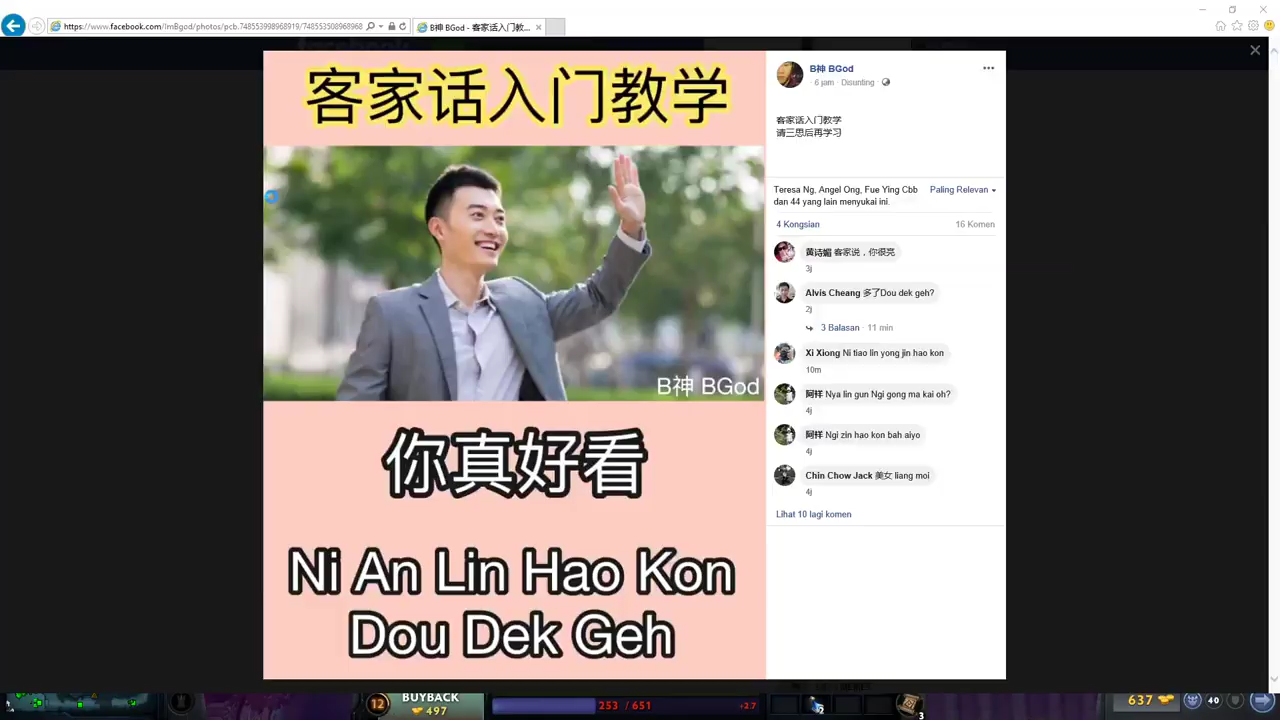 https://www.facebook.com/ImBgod/photos/pcb.748553998968919/748553508968968
B神 BGod - 客家话入门教...
客家话入门教学
B神 BGod
你真好看
Ni An Lin Hao Kon
Dou Dek Geh
B神 BGod
6 jam · Disunting
客家话入门教学
请三思后再学习
Teresa Ng, Angel Ong, Fue Ying Cbb
dan 44 yang lain menyukai ini.
Paling Relevan
4 Kongsian
16 Komen
黄诗媚 客家说，你很亮
3j
Alvis Cheang 多了Dou dek geh?
2j
3 Balasan · 11 min
Xi Xiong Ni tiao lin yong jin hao kon
10m
阿祥 Nya lin gun Ngi gong ma kai oh?
4j
阿祥 Ngi zin hao kon bah aiyo
4j
Chin Chow Jack 美女 liang moi
4j
Lihat 10 lagi komen
12
BUYBACK
497
253 / 651
+2.7
2
3
637
40